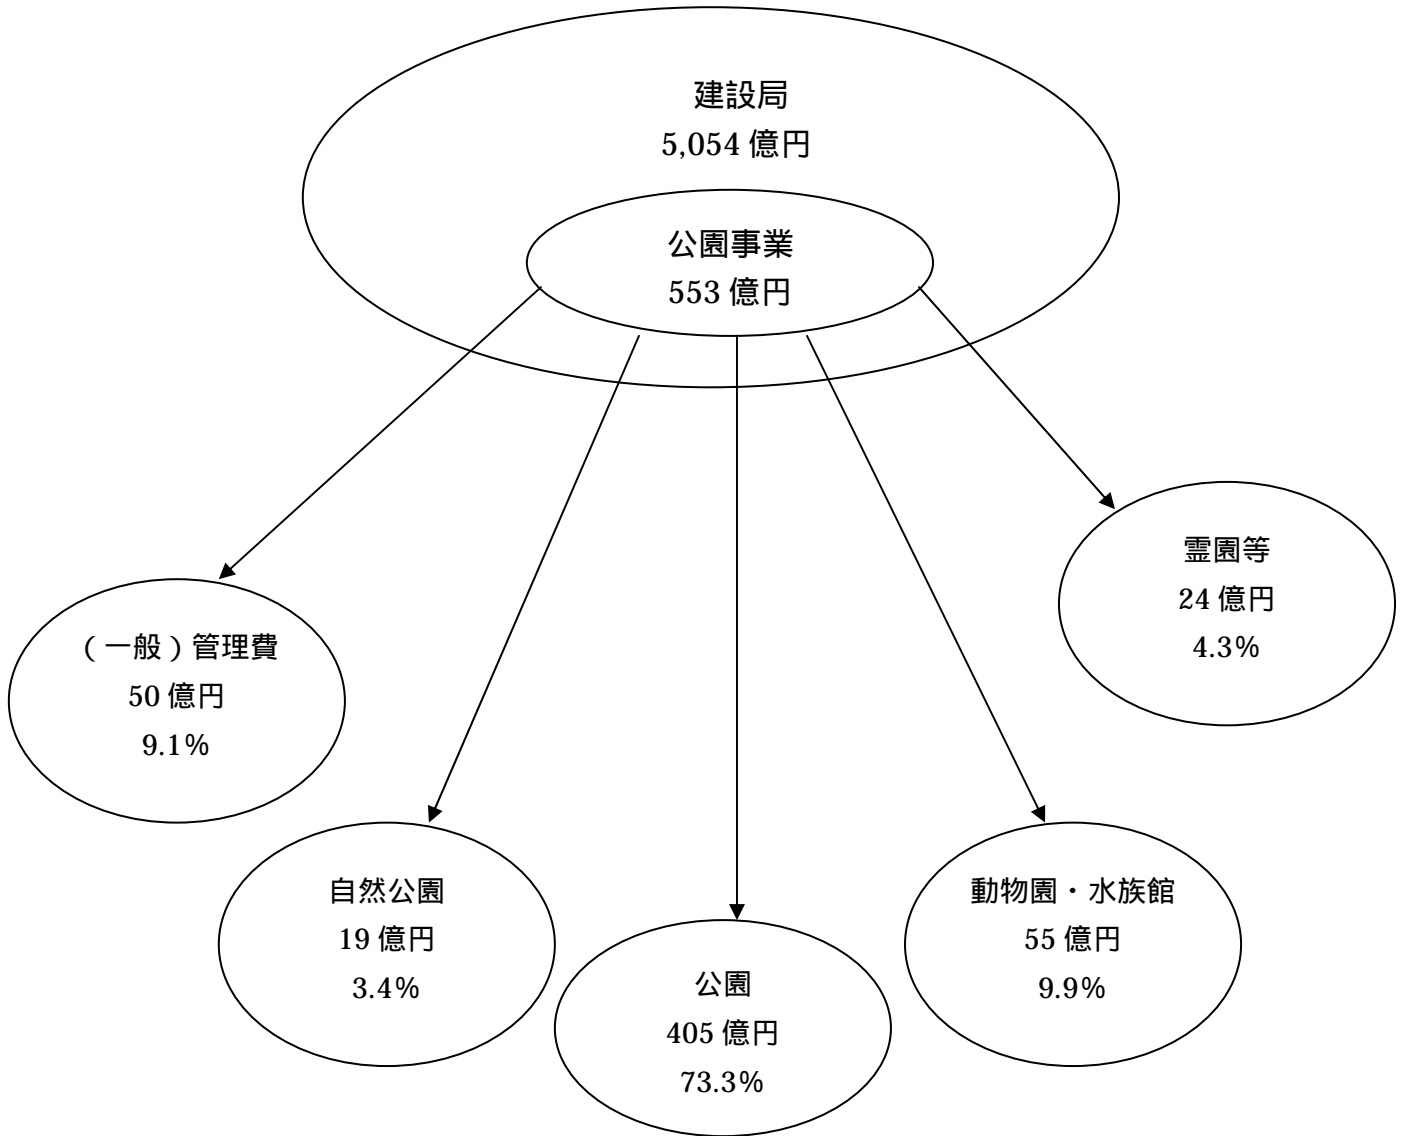 建設局
5,054 億円
公園事業
553 億円
霊園等
24 億円
4.3%
（一般）管理費
50 億円
9.1%
自然公園
19 億円
3.4%
公園
405 億円
73.3%
動物園・水族館
55 億円
9.9%